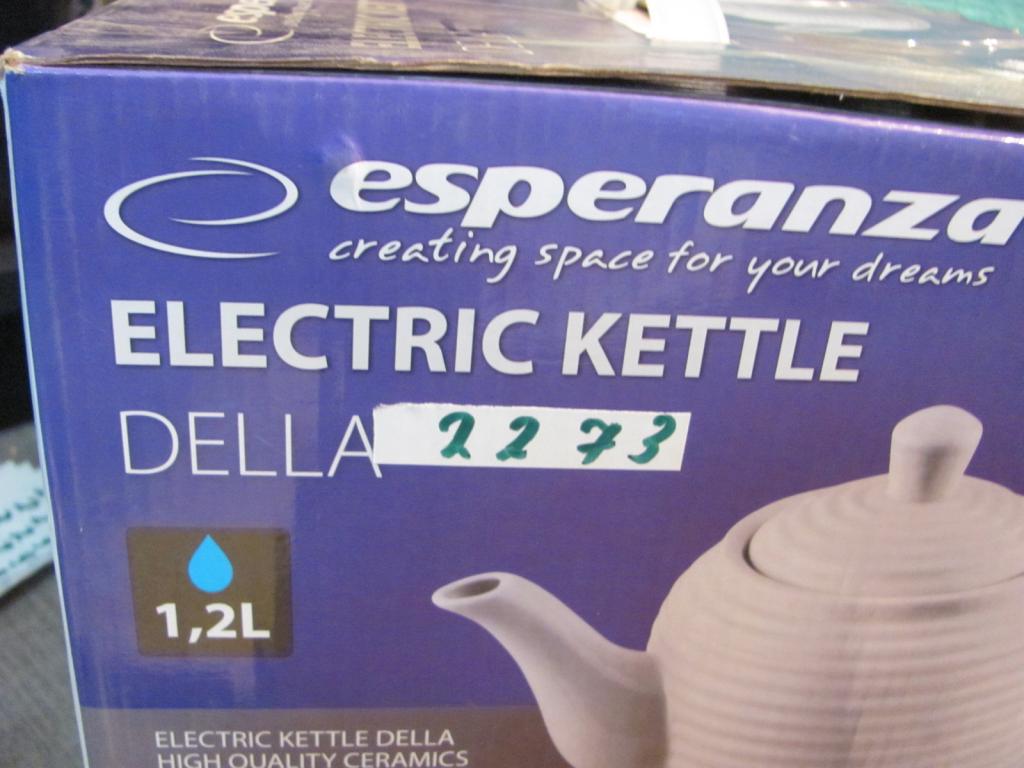 esperanza
creating space for your dreams
ELECTRIC KETTLE
DELLA 2273
1,2L
ELECTRIC KETTLE DELLA
HIGH QUALITY CERAMICS